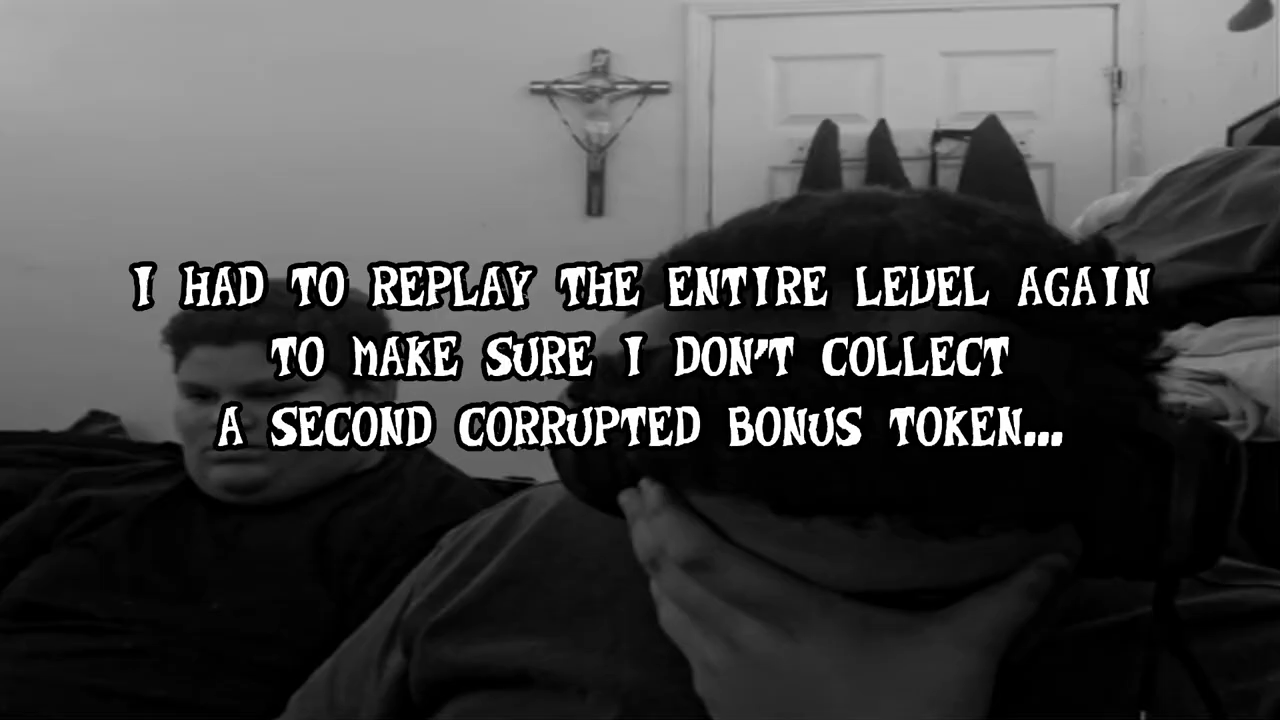 I HAD TO REPLAY THE ENTIRE LEVEL AGAIN
TO MAKE SURE I DON'T COLLECT
A SECOND CORRUPTED BONUS TOKEN...